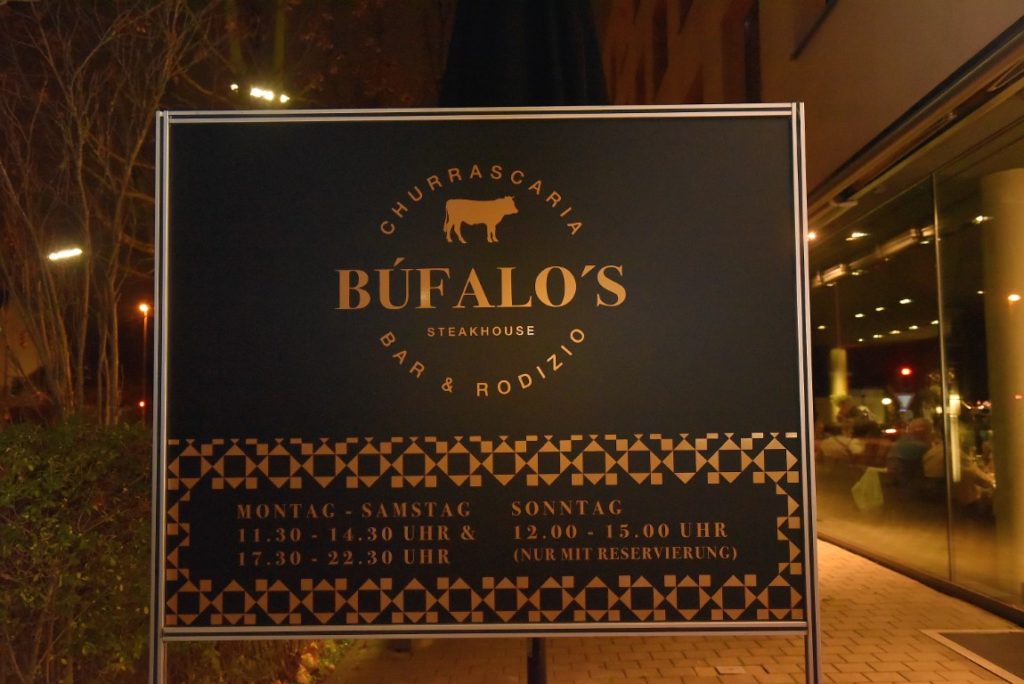 CHURRASCARIA
BÚFALO´S
STEAKHOUSE
BAR & RODIZIO
MONTAG - SAMSTAG
11.30 - 14.30 UHR &
17.30 - 22.30 UHR
SONNTAG
12.00 - 15.00 UHR
(NUR MIT RESERVIERUNG)